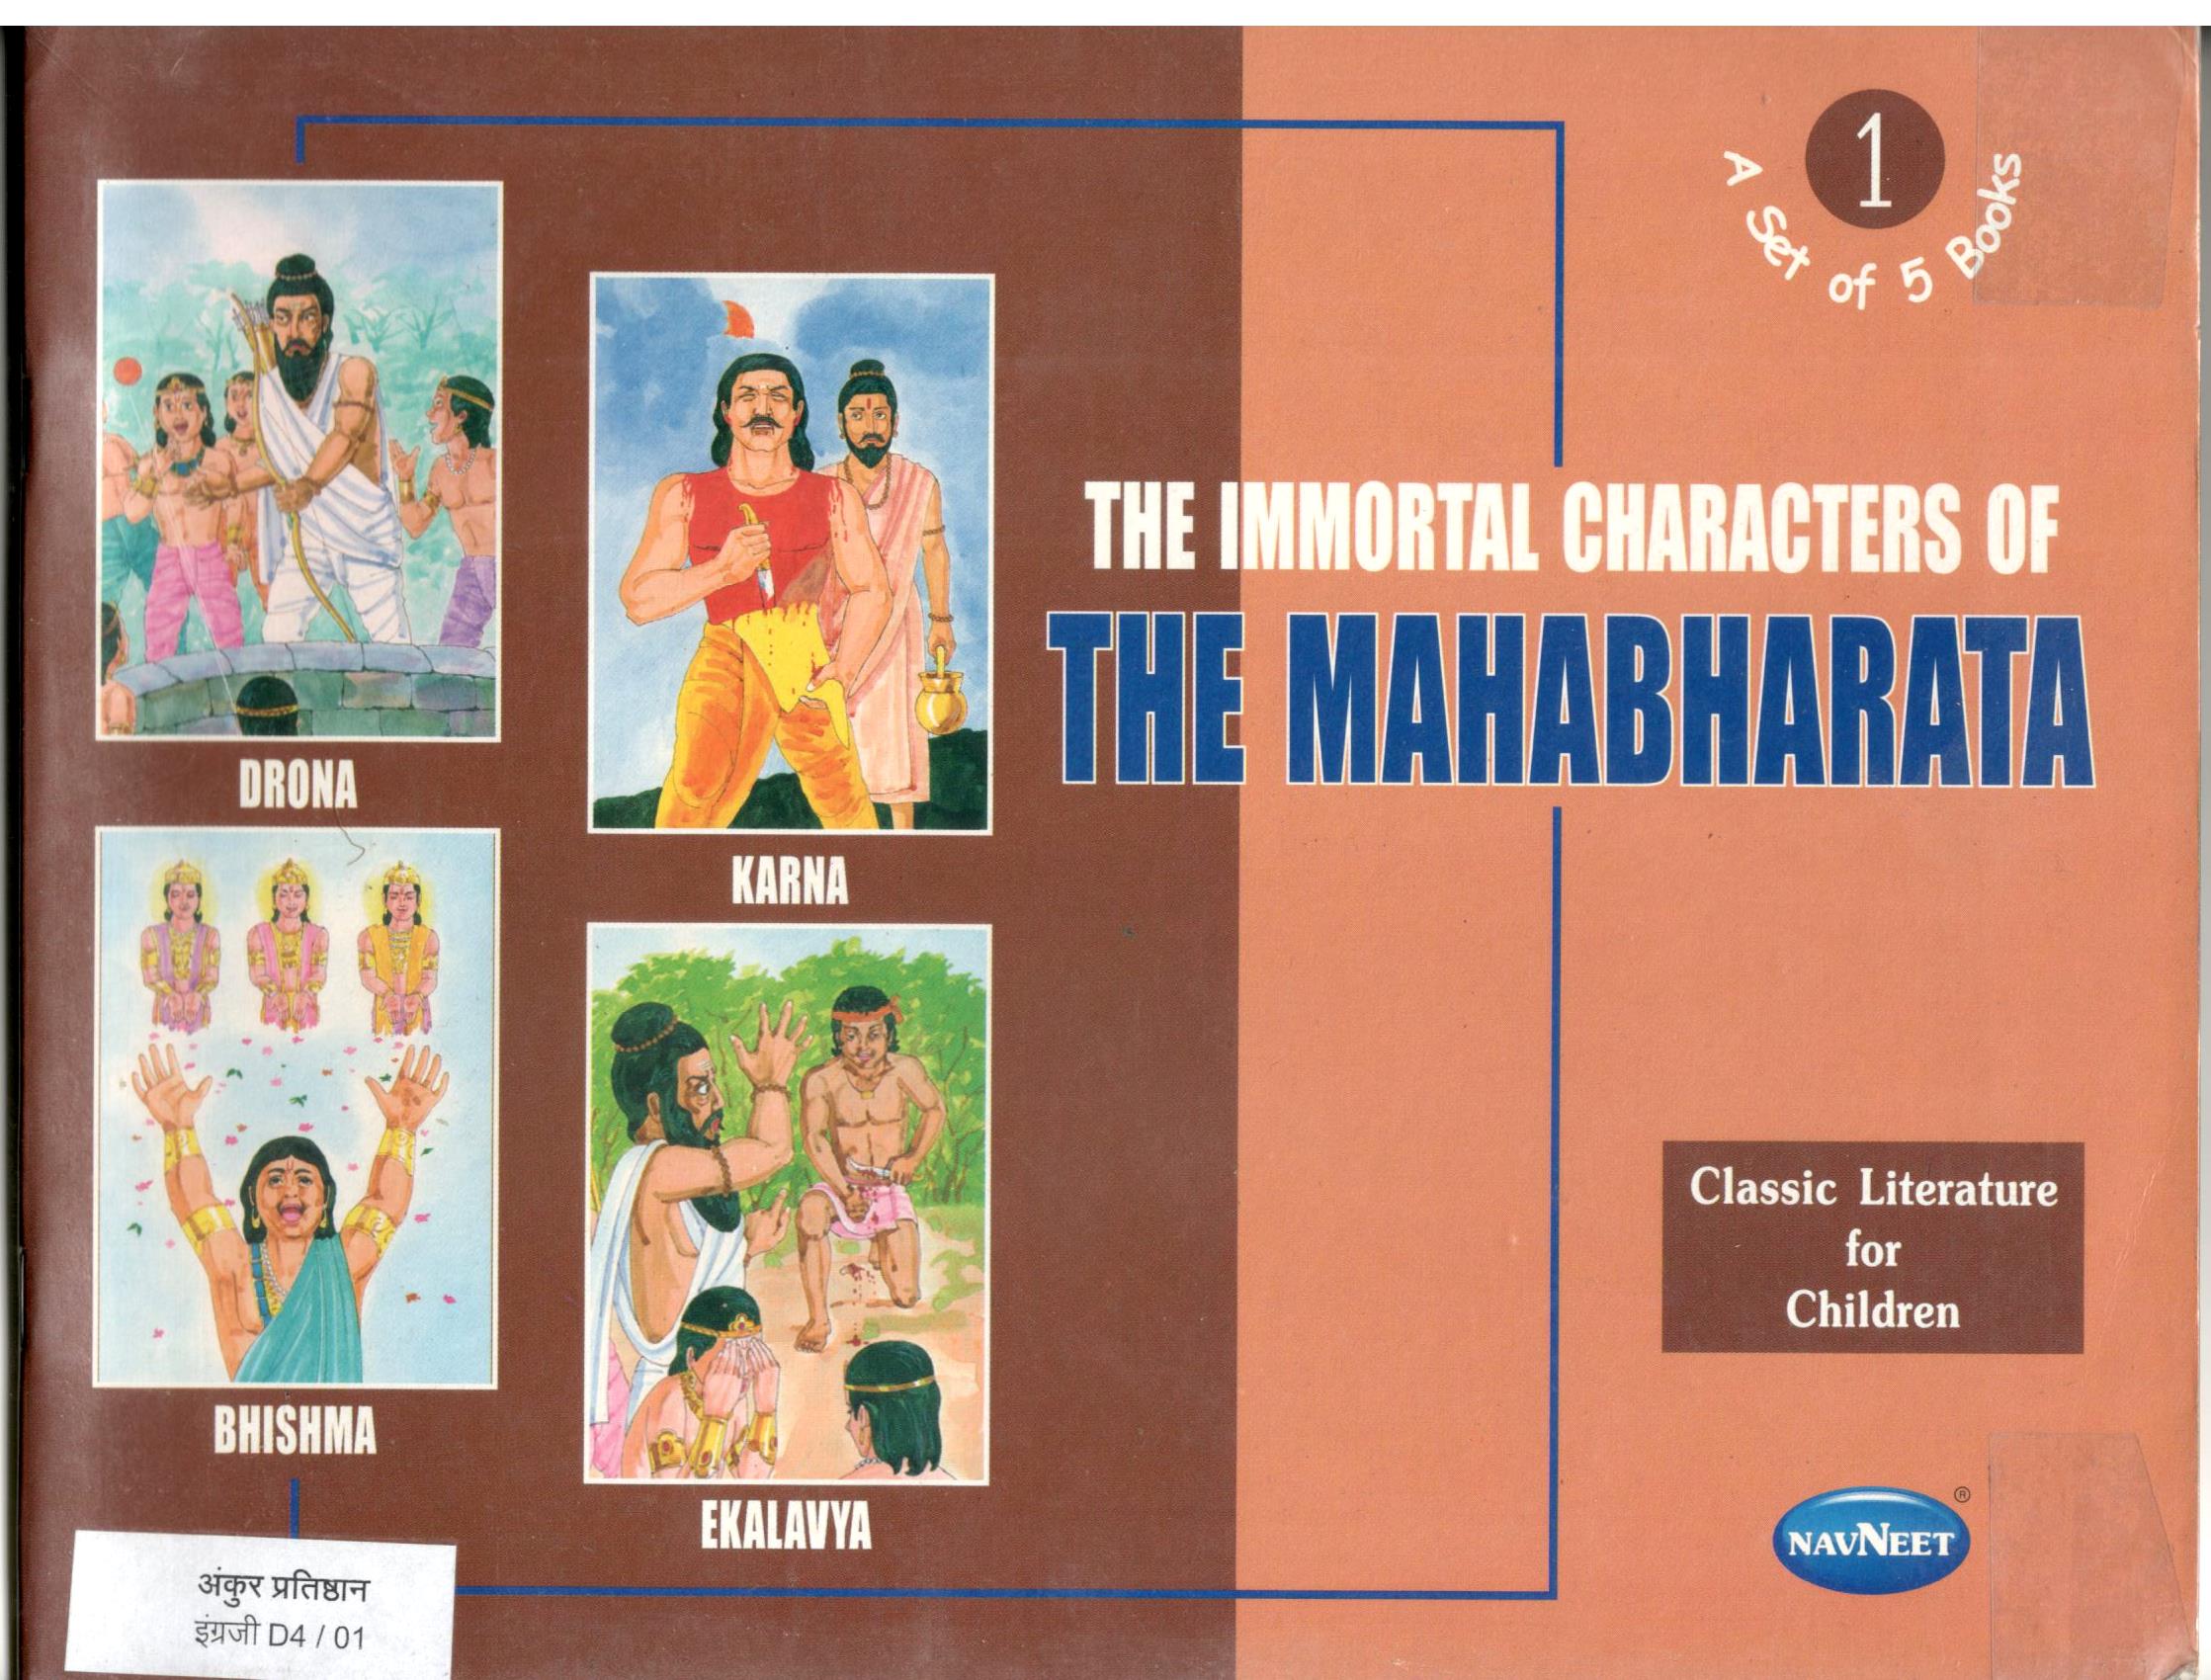 1
A Set of 5 Books
THE IMMORTAL CHARACTERS OF
THE MAHABHARATA
DRONA
KARNA
BHISHMA
EKALAVYA
Classic Literature
for
Children
NAVNEET ®
अंकुर प्रतिष्ठान
इंग्रजी D4 / 01